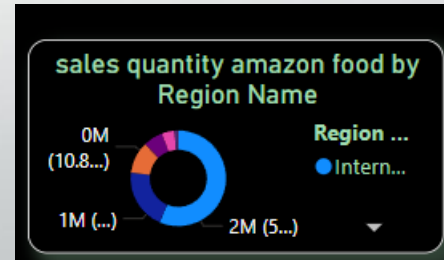 sales quantity amazon food by
Region Name
0M
(10.8...)
1M (...)
2M (5...)
Region ...
Intern...